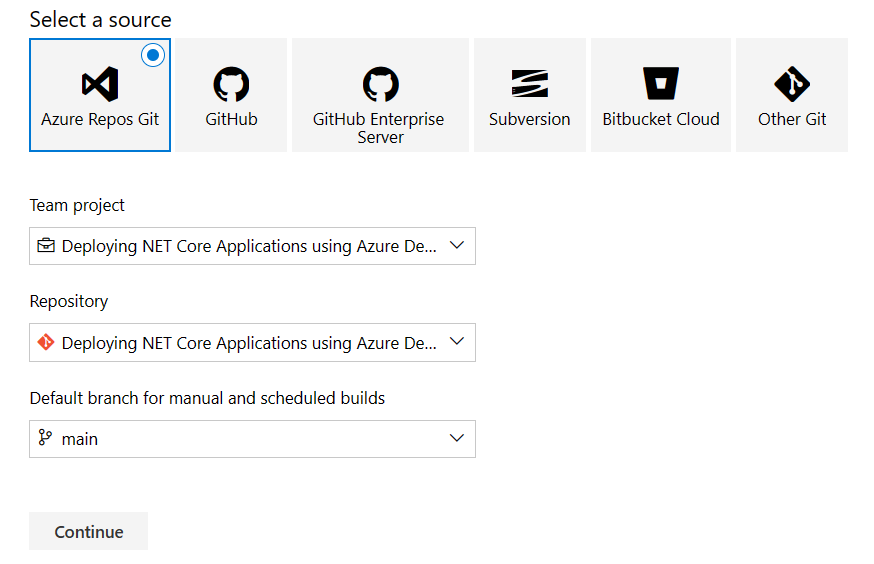 Select a source
Azure Repos Git
GitHub
GitHub Enterprise
Server
Subversion
Bitbucket Cloud
Other Git
Team project
Deploying NET Core Applications using Azure De...
Repository
Deploying NET Core Applications using Azure De...
Default branch for manual and scheduled builds
main
Continue